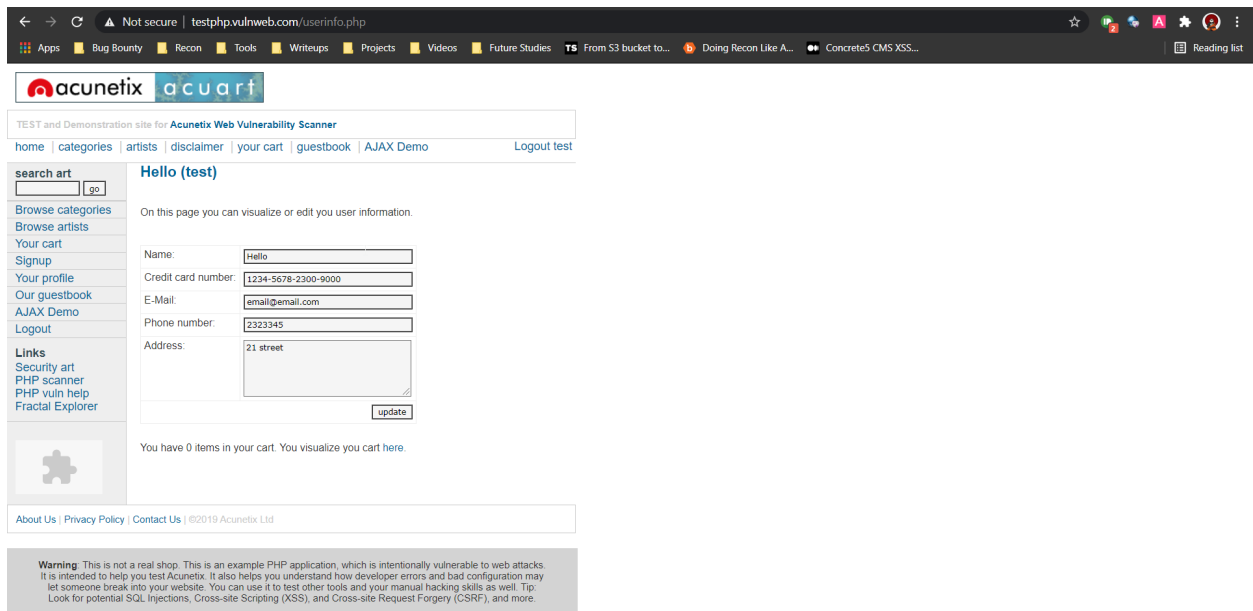 Not secure | testphp.vulnweb.com/userinfo.php
2
A
Apps Bug Bounty Recon Tools Writeups Projects Videos Future Studies TS From S3 bucket to... b Doing Recon Like A... Concrete5 CMS XSS... Reading list
acunetix acuart
TEST and Demonstration site for Acunetix Web Vulnerability Scanner
home | categories | artists | disclaimer | your cart | guestbook | AJAX Demo Logout test
search art
go
Browse categories
Browse artists
Your cart
Signup
Your profile
Our guestbook
AJAX Demo
Logout
Links
Security art
PHP scanner
PHP vuln help
Fractal Explorer
Hello (test)
On this page you can visualize or edit you user information.
Name: Hello
Credit card number: 1234-5678-2300-9000
E-Mail: email@email.com
Phone number: 2323345
Address: 21 street
update
You have 0 items in your cart. You visualize you cart here.
About Us | Privacy Policy | Contact Us | ©2019 Acunetix Ltd
Warning: This is not a real shop. This is an example PHP application, which is intentionally vulnerable to web attacks.
It is intended to help you test Acunetix. It also helps you understand how developer errors and bad configuration may
let someone break into your website. You can use it to test other tools and your manual hacking skills as well. Tip:
Look for potential SQL Injections, Cross-site Scripting (XSS), and Cross-site Request Forgery (CSRF), and more.